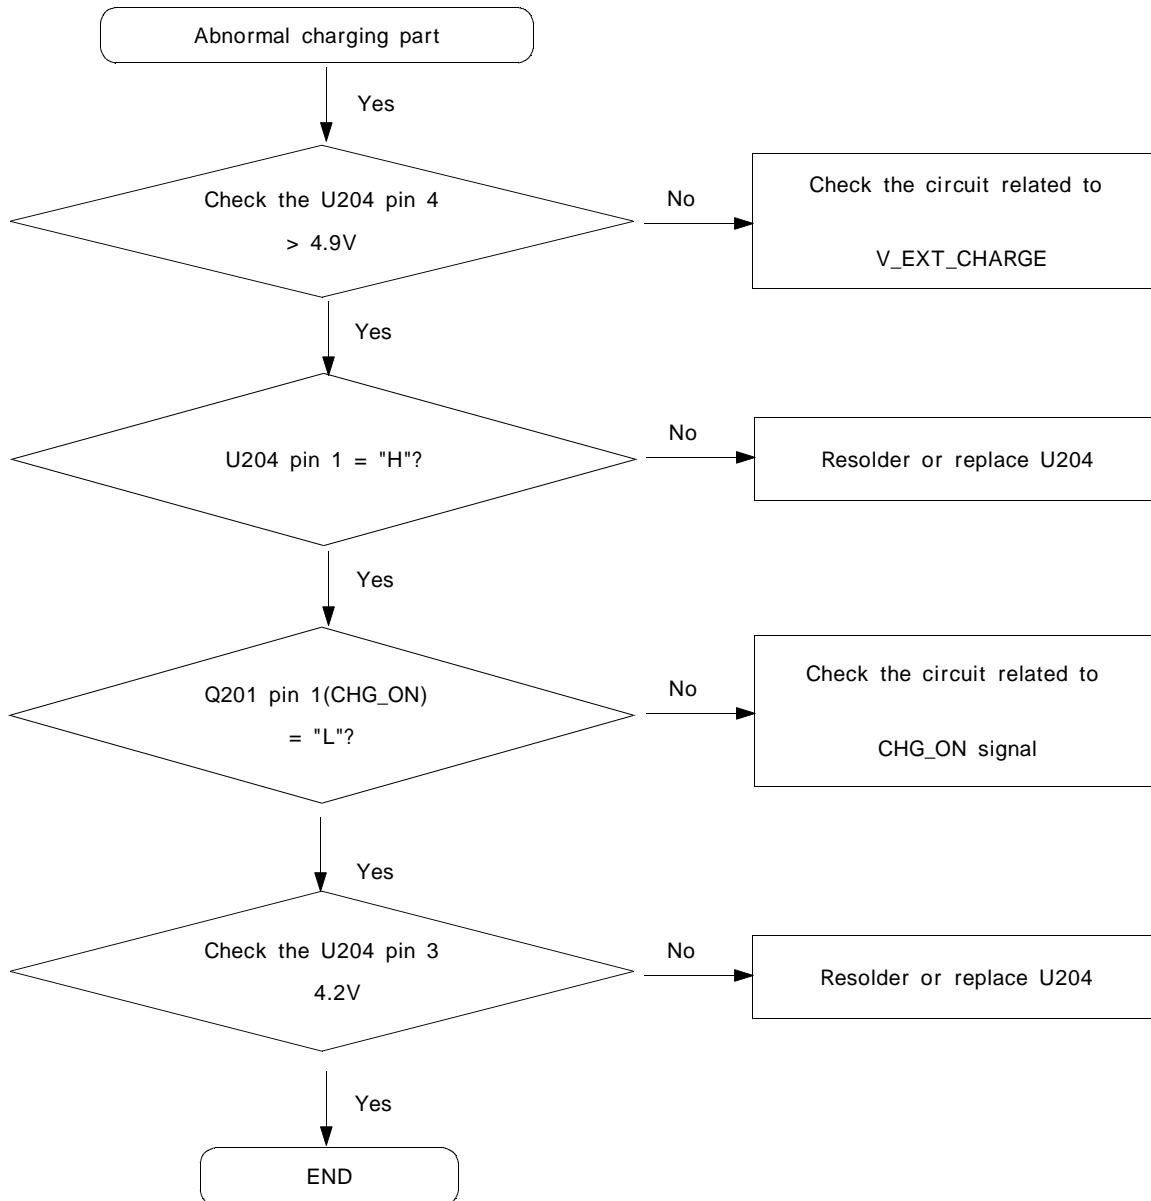 Abnormal charging part
Yes
Check the U204 pin 4
> 4.9V
No
Check the circuit related to
V_EXT_CHARGE
Yes
U204 pin 1 = "H"?
No
Resolder or replace U204
Yes
Q201 pin 1(CHG_ON)
= "L"?
No
Check the circuit related to
CHG_ON signal
Yes
Check the U204 pin 3
4.2V
No
Resolder or replace U204
Yes
END